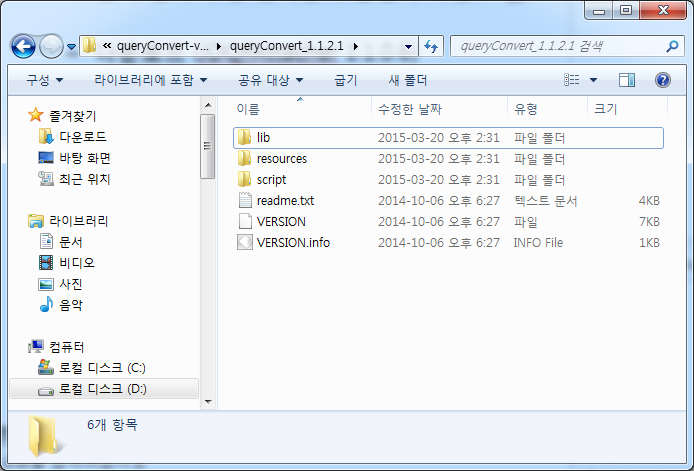 « queryConvert-v... ▸ queryConvert_1.1.2.1 ▸
queryConvert_1.1.2.1 검색
구성 라이브러리에 포함 공유 대상 굽기 새 폴더
이름 수정한 날짜 유형 크기
즐겨찾기
다운로드
바탕 화면
최근 위치
라이브러리
문서
비디오
사진
음악
컴퓨터
로컬 디스크 (C:)
로컬 디스크 (D:)
lib 2015-03-20 오후 2:31 파일 폴더
resources 2015-03-20 오후 2:31 파일 폴더
script 2015-03-20 오후 2:31 파일 폴더
readme.txt 2014-10-06 오후 6:27 텍스트 문서 4KB
VERSION 2014-10-06 오후 6:27 파일 7KB
VERSION.info 2014-10-06 오후 6:27 INFO File 1KB
6개 항목